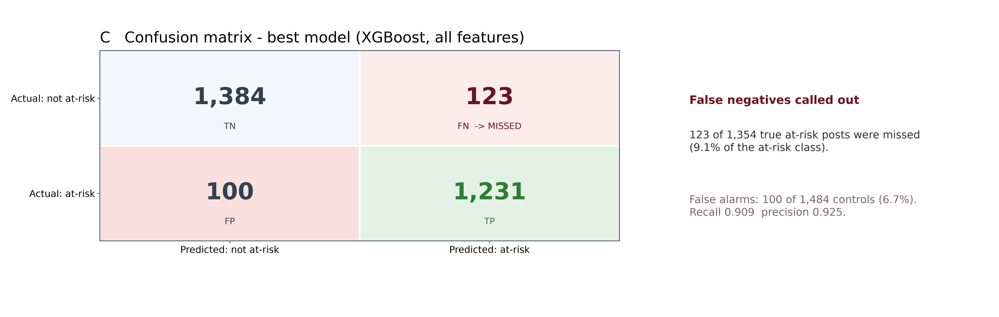 C   Confusion matrix - best model (XGBoost, all features)
Actual: not at-risk
1,384
TN
123
FN  -> MISSED
Actual: at-risk
100
FP
1,231
TP
Predicted: not at-risk
Predicted: at-risk
False negatives called out
123 of 1,354 true at-risk posts were missed
(9.1% of the at-risk class).
False alarms: 100 of 1,484 controls (6.7%).
Recall 0.909  precision 0.925.